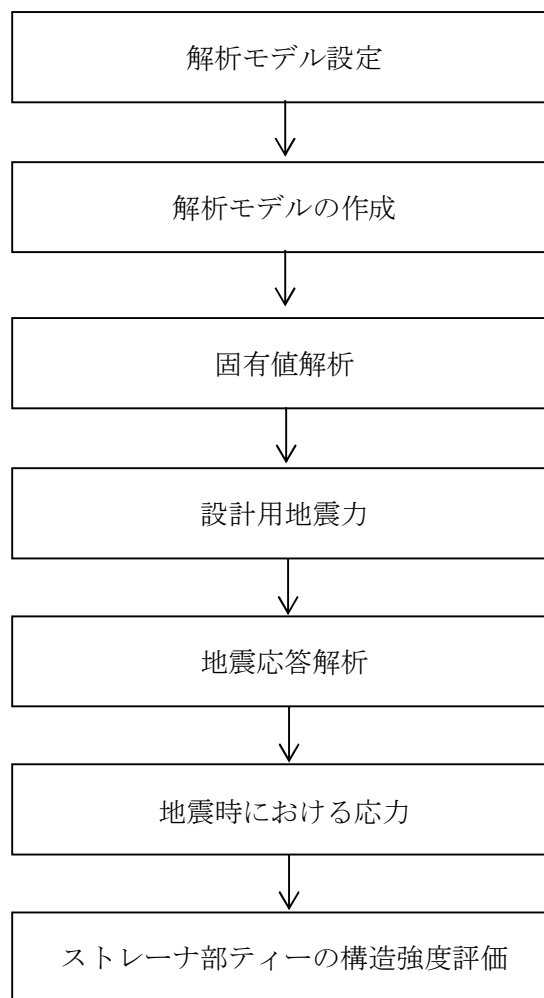 解析モデル設定
解析モデルの作成
固有値解析
設計用地震力
地震応答解析
地震時における応力
ストレーナ部ティーの構造強度評価